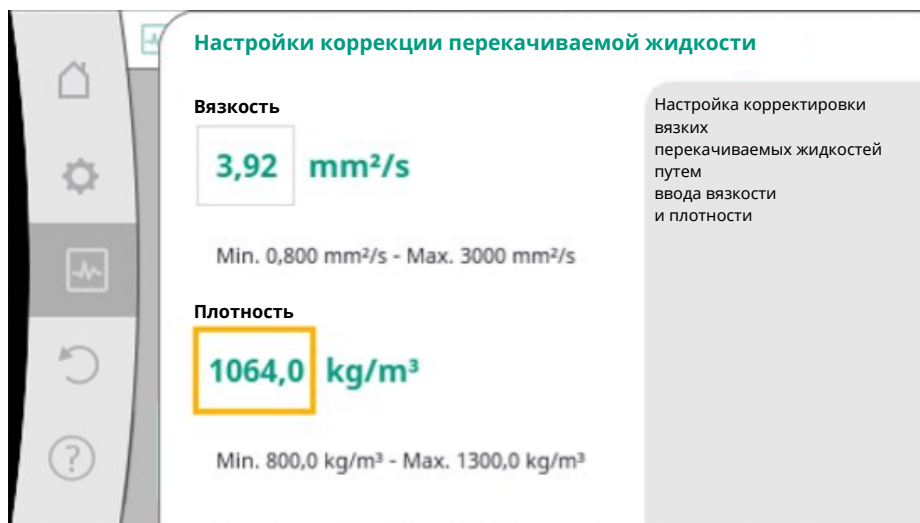 Настройки коррекции перекачиваемой жидкости
Вязкость
3,92 mm²/s
Min. 0,800 mm²/s - Max. 3000 mm²/s
Плотность
1064,0 kg/m³
Min. 800,0 kg/m³ - Max. 1300,0 kg/m³
Настройка корректировки
вязких
перекачиваемых жидкостей
путем
ввода вязкости
и плотности
?